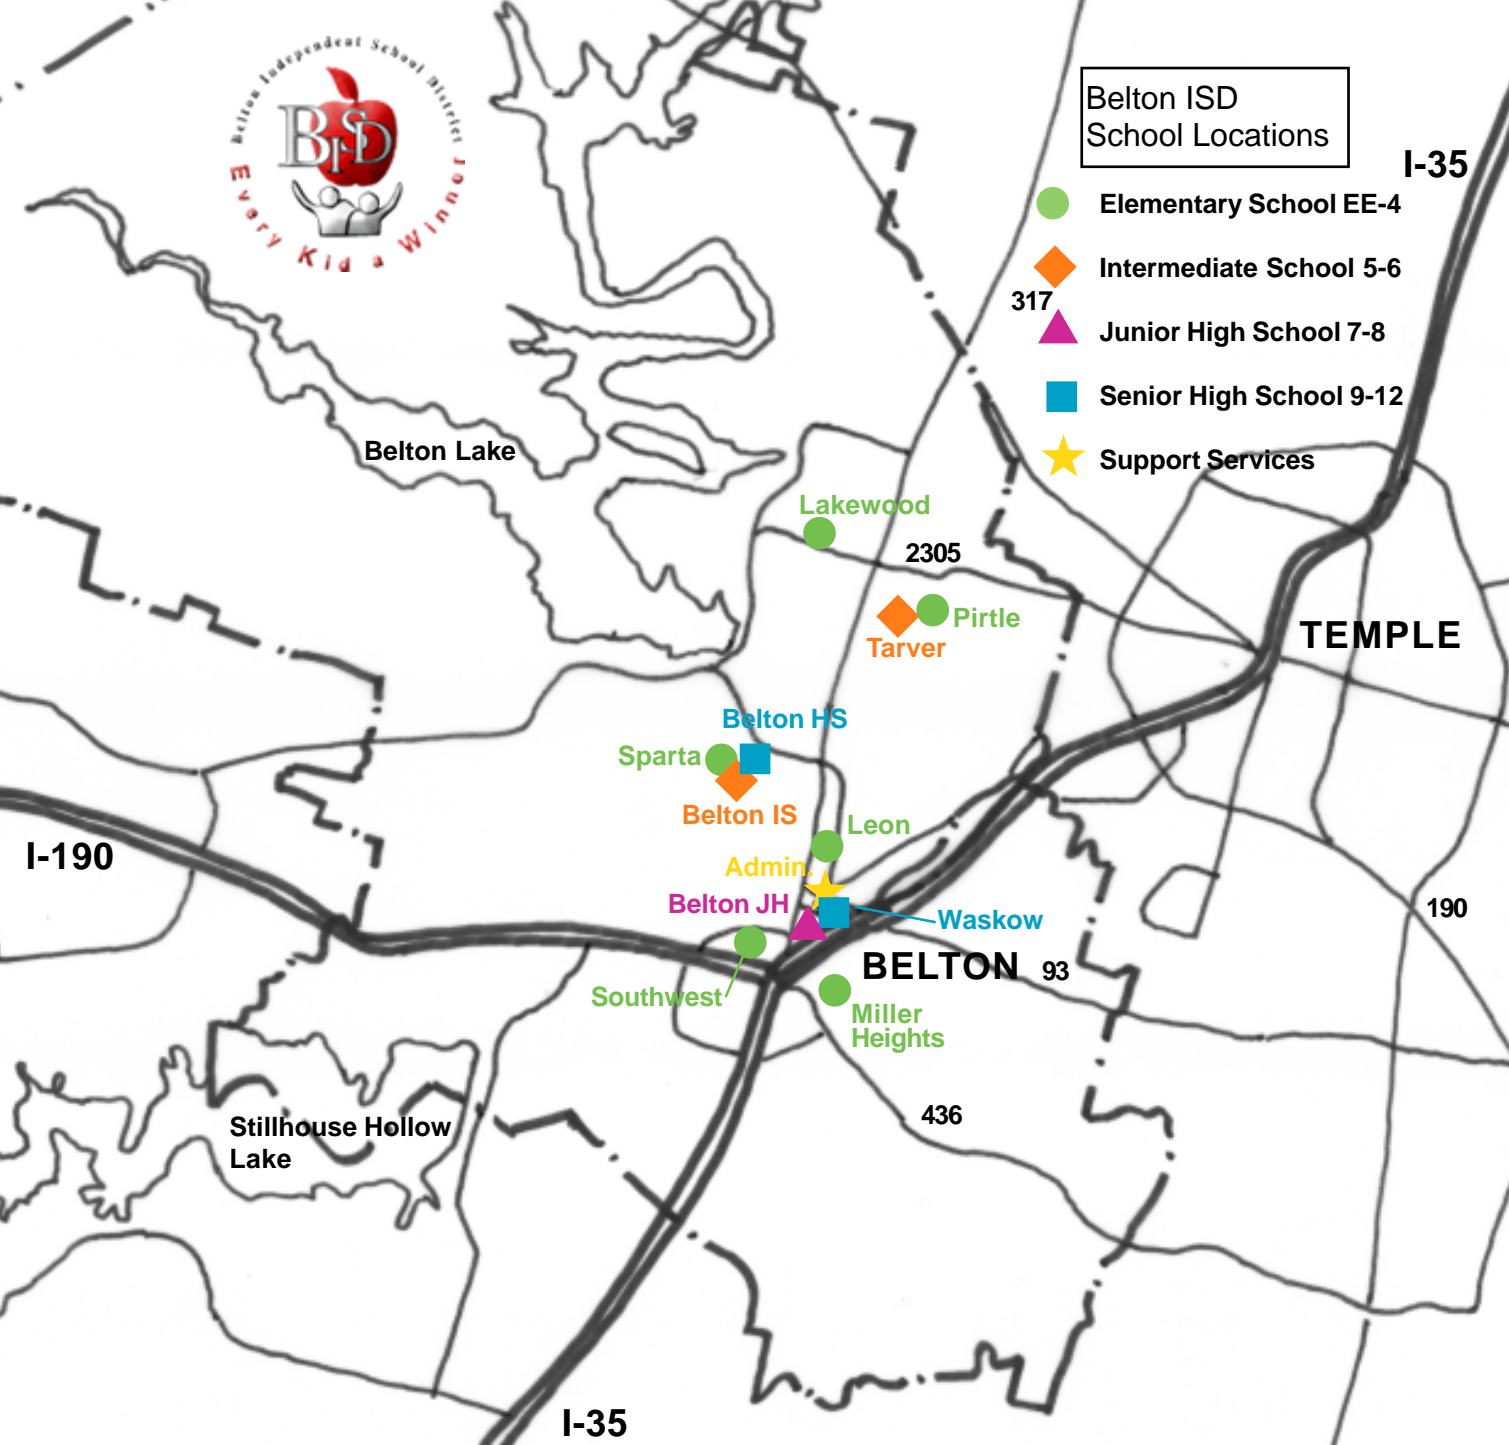 Belton Independent School District
BISD
Every Kid a Winner
Belton ISD
School Locations
I-35
Elementary School EE-4
Intermediate School 5-6
317
Junior High School 7-8
Senior High School 9-12
Support Services
Belton Lake
Lakewood
2305
Pirtle
Tarver
TEMPLE
Belton HS
Sparta
Belton IS
Leon
I-190
Admin.
Belton JH
190
Waskow
BELTON
93
Southwest
Miller
Heights
436
Stillhouse Hollow
Lake
I-35